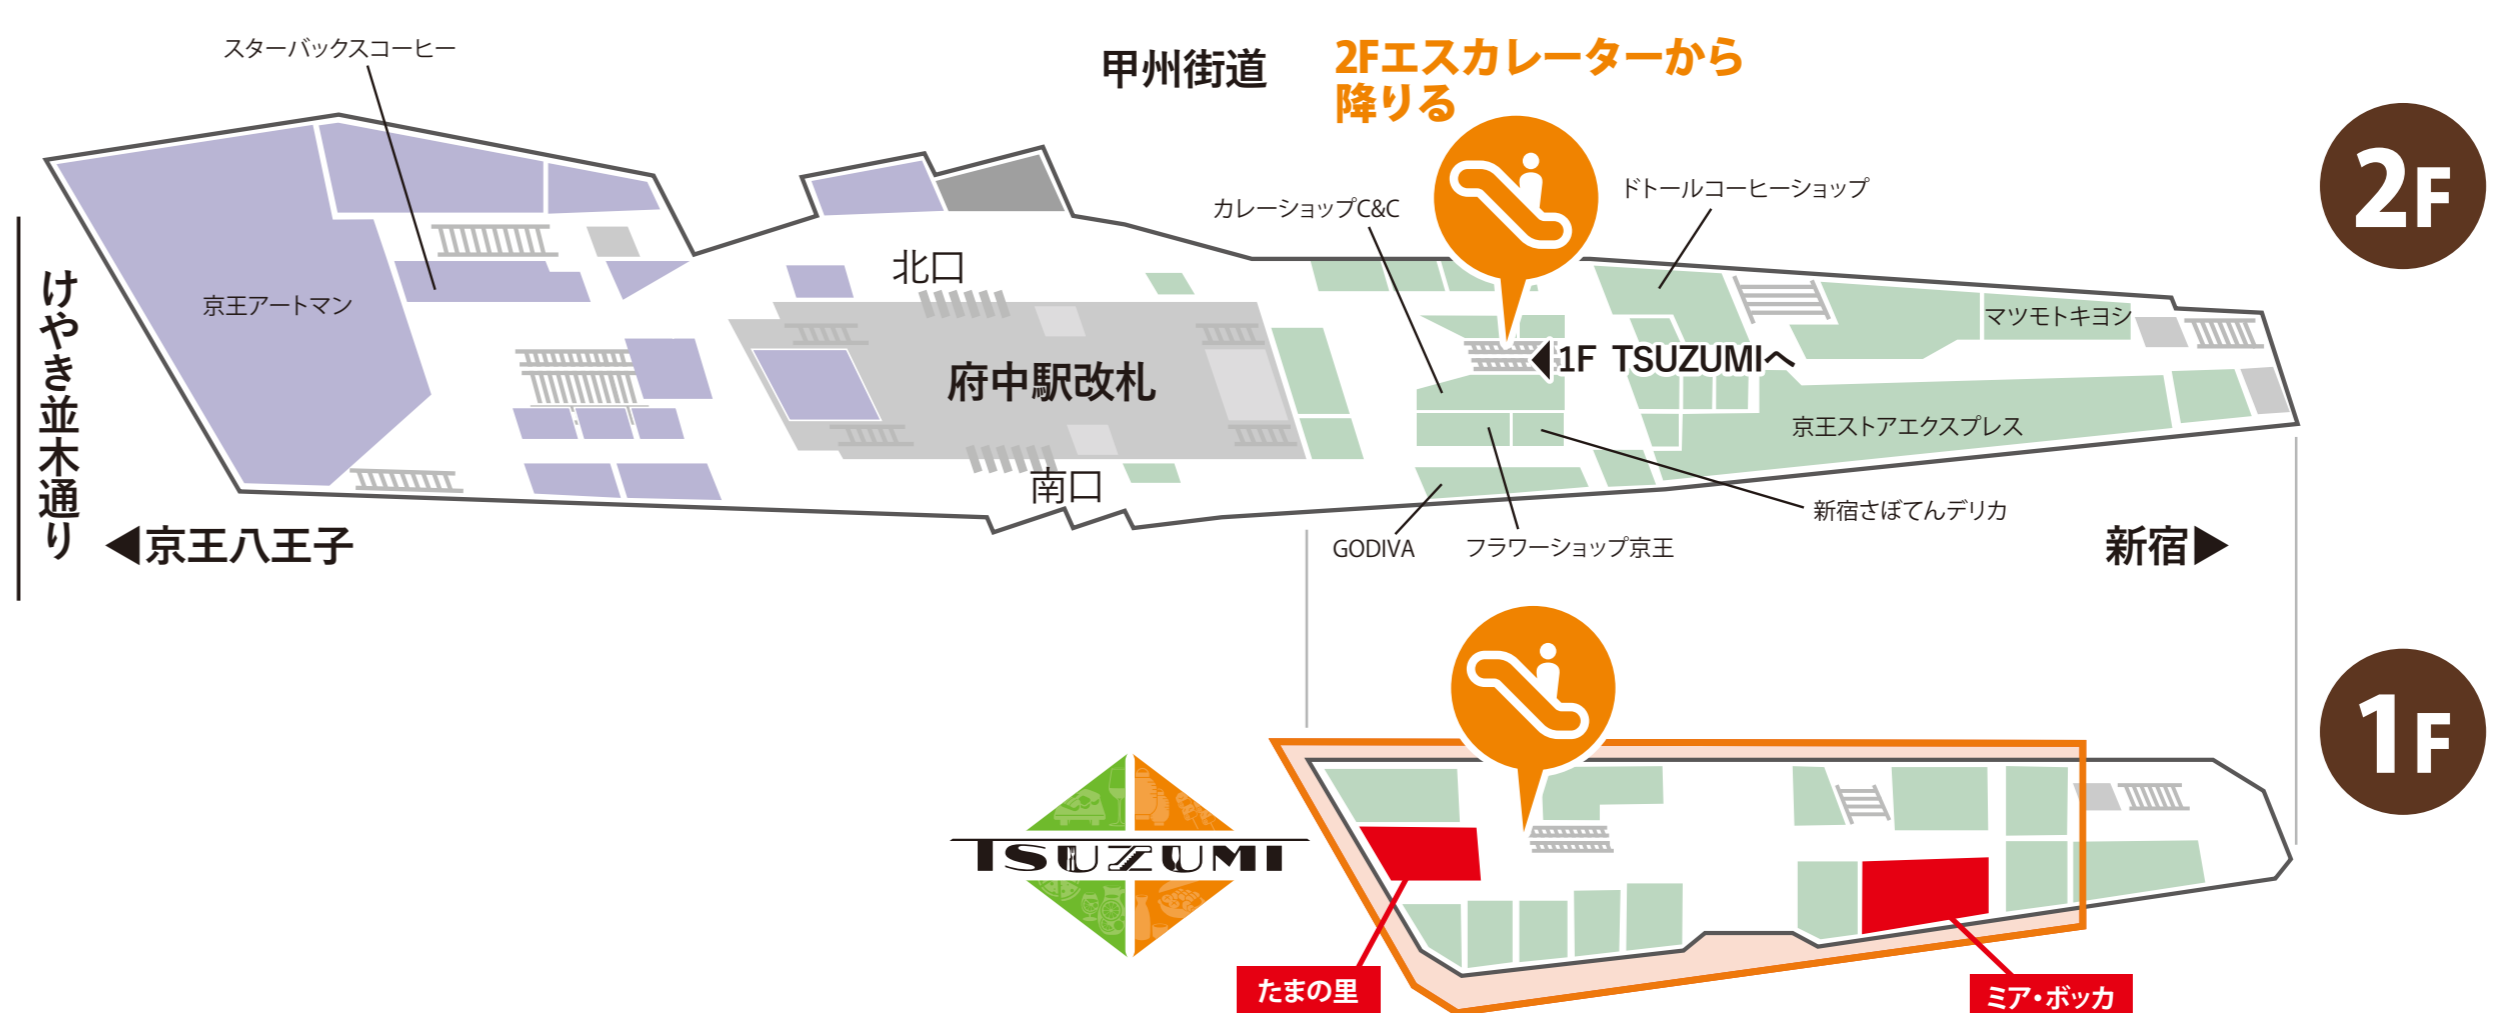 スターバックスコーヒー
甲州街道
2Fエスカレーターから
降りる
2F
カレーショップC&C
ドトールコーヒーショップ
北口
京王アートマン
けやき並木通り
マツモトキヨシ
府中駅改札
◀1F TSUZUMIへ
京王ストアエクスプレス
南口
新宿さぼてんデリカ
GODIVA
フラワーショップ京王
◀京王八王子
新宿▶
1F
TSUZUMI
たまの里
ミア・ボッカ